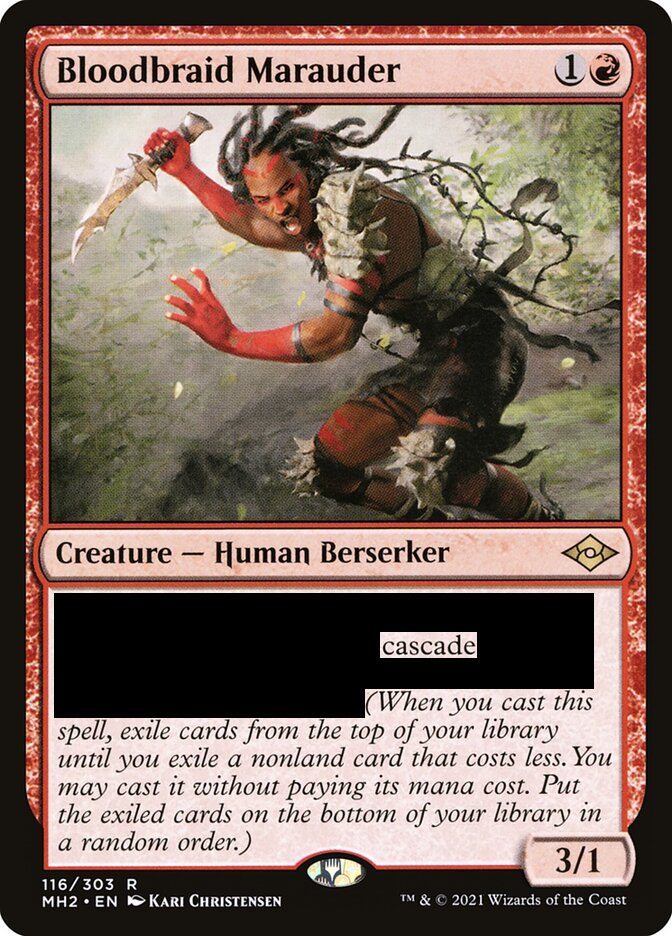 Bloodbraid Marauder 1
Creature — Human Berserker
cascade
(When you cast this
spell, exile cards from the top of your library
until you exile a nonland card that costs less. You
may cast it without paying its mana cost. Put
the exiled cards on the bottom of your library in
a random order.)
3/1
116/303 R
MH2 • EN Kari Christensen
™ & © 2021 Wizards of the Coast